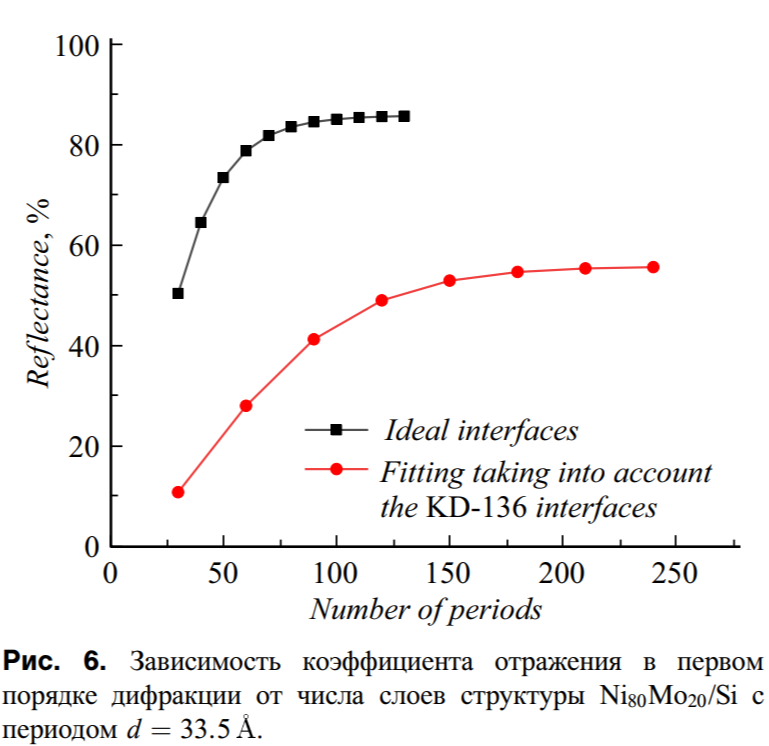 100
80
60
40
20
0
Reflectance, %
Ideal interfaces
Fitting taking into account
the KD-136 interfaces
0 50 100 150 200 250
Number of periods
Рис. 6. Зависимость коэффициента отражения в первом
порядке дифракции от числа слоев структуры Ni₈₀Mo₂₀/Si с
периодом d = 33.5 Å.